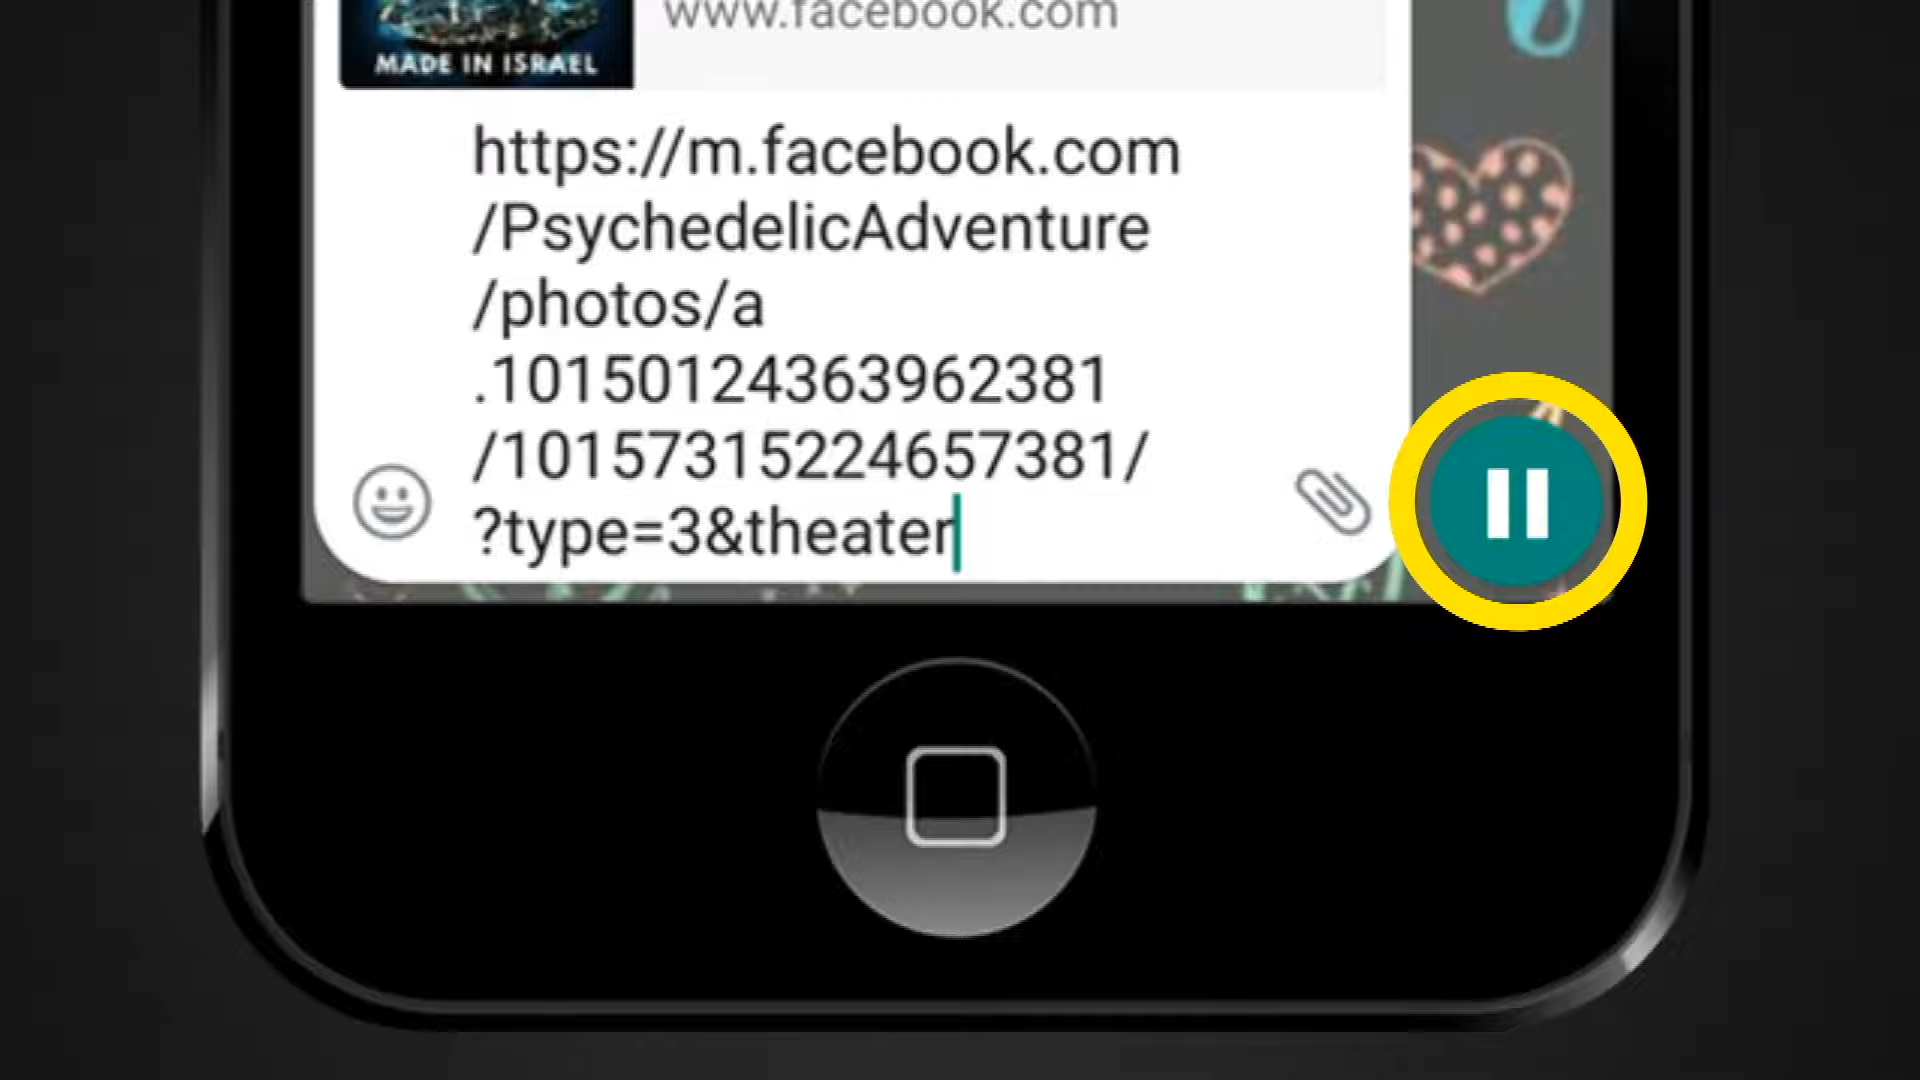 www.facebook.com
MADE IN ISRAEL
https://m.facebook.com
/PsychedelicAdventure
/photos/a
.10150124363962381
/10157315224657381/
?type=3&theater